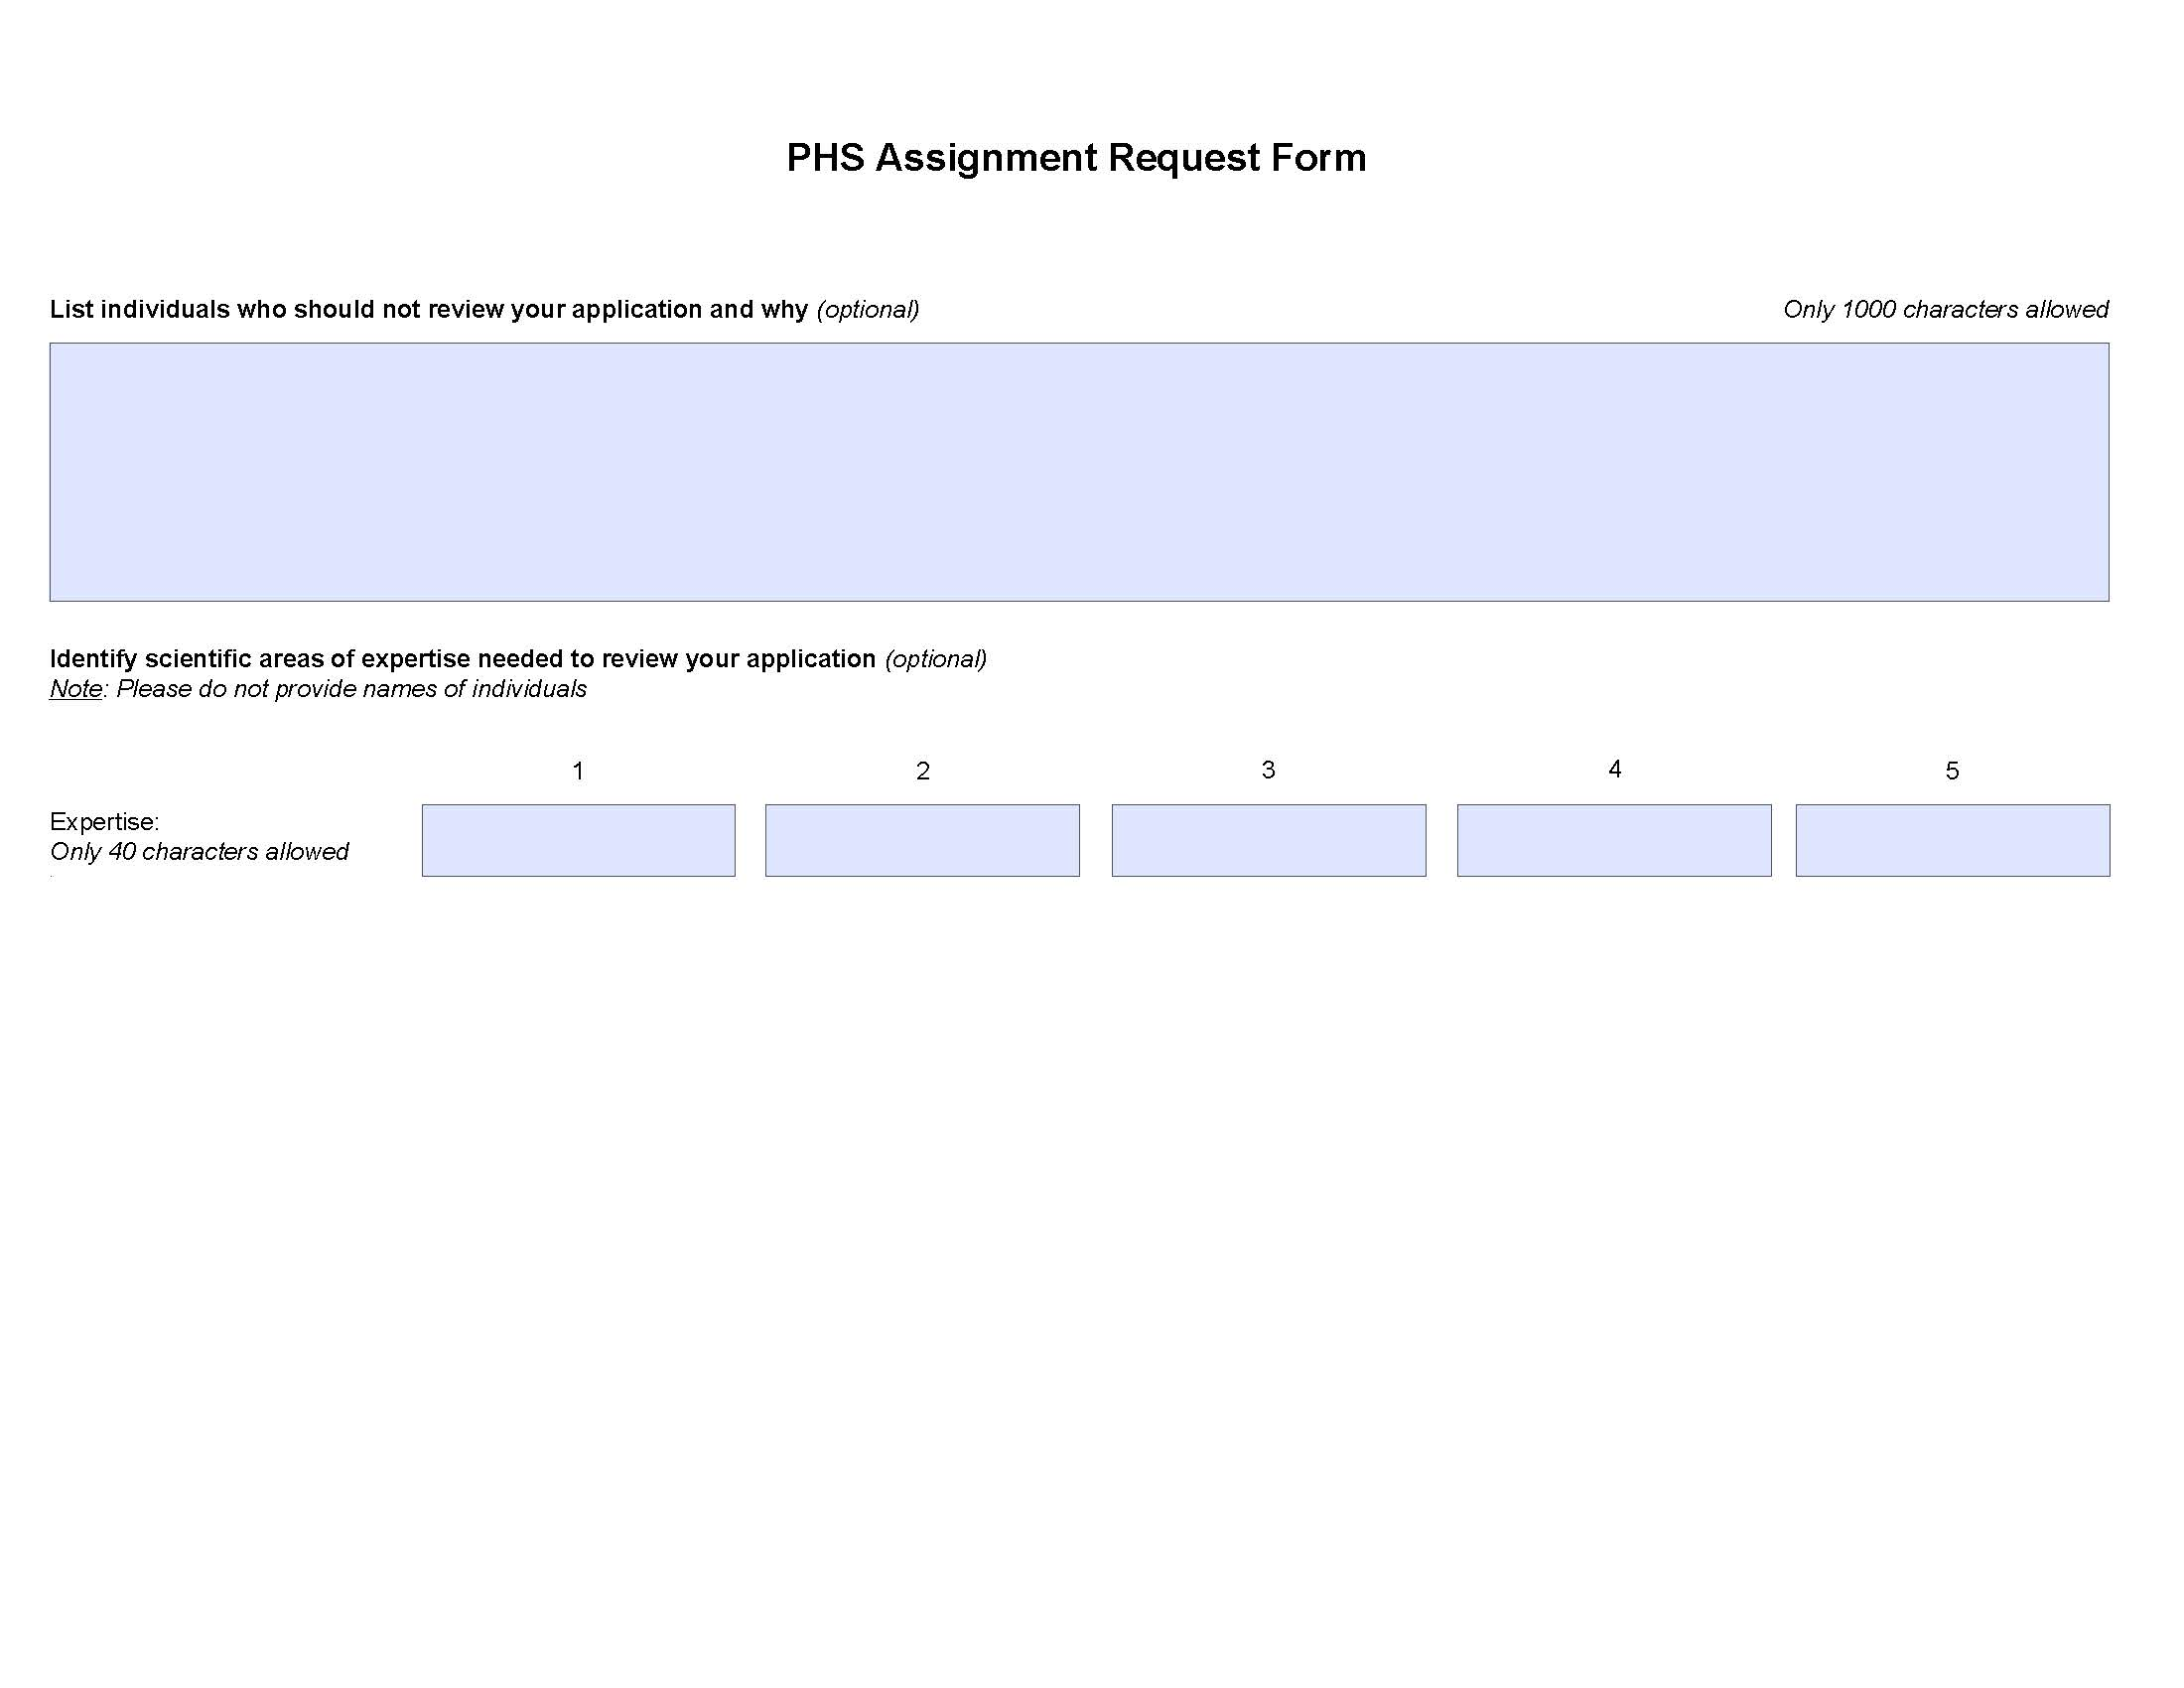 PHS Assignment Request Form
List individuals who should not review your application and why (optional) Only 1000 characters allowed
Identify scientific areas of expertise needed to review your application (optional)
Note: Please do not provide names of individuals
1 2 3 4 5
Expertise:
Only 40 characters allowed